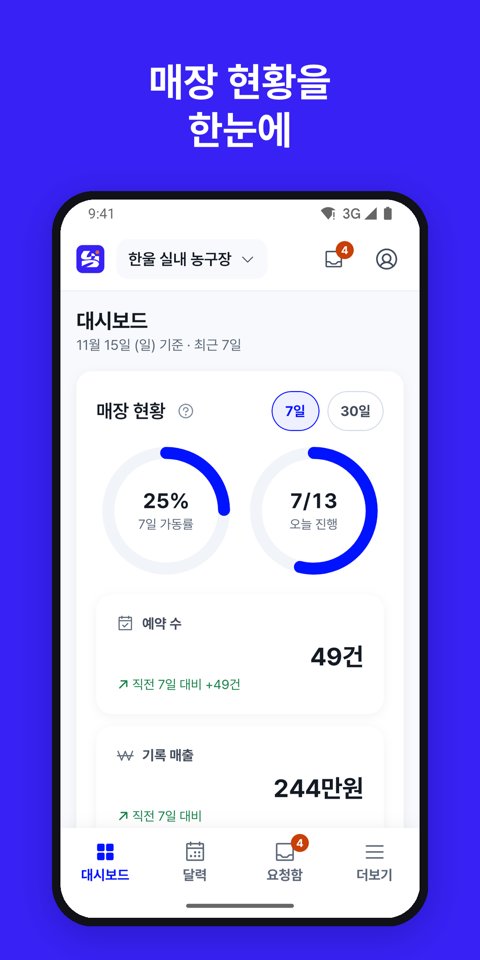 매장 현황을
한눈에
9:41
3G
한울 실내 농구장
4
대시보드
11월 15일 (일) 기준 · 최근 7일
매장 현황
7일
30일
25%
7일 가동률
7/13
오늘 진행
예약 수
49건
직전 7일 대비 +49건
기록 매출
244만원
직전 7일 대비
4
대시보드
달력
요청함
더보기